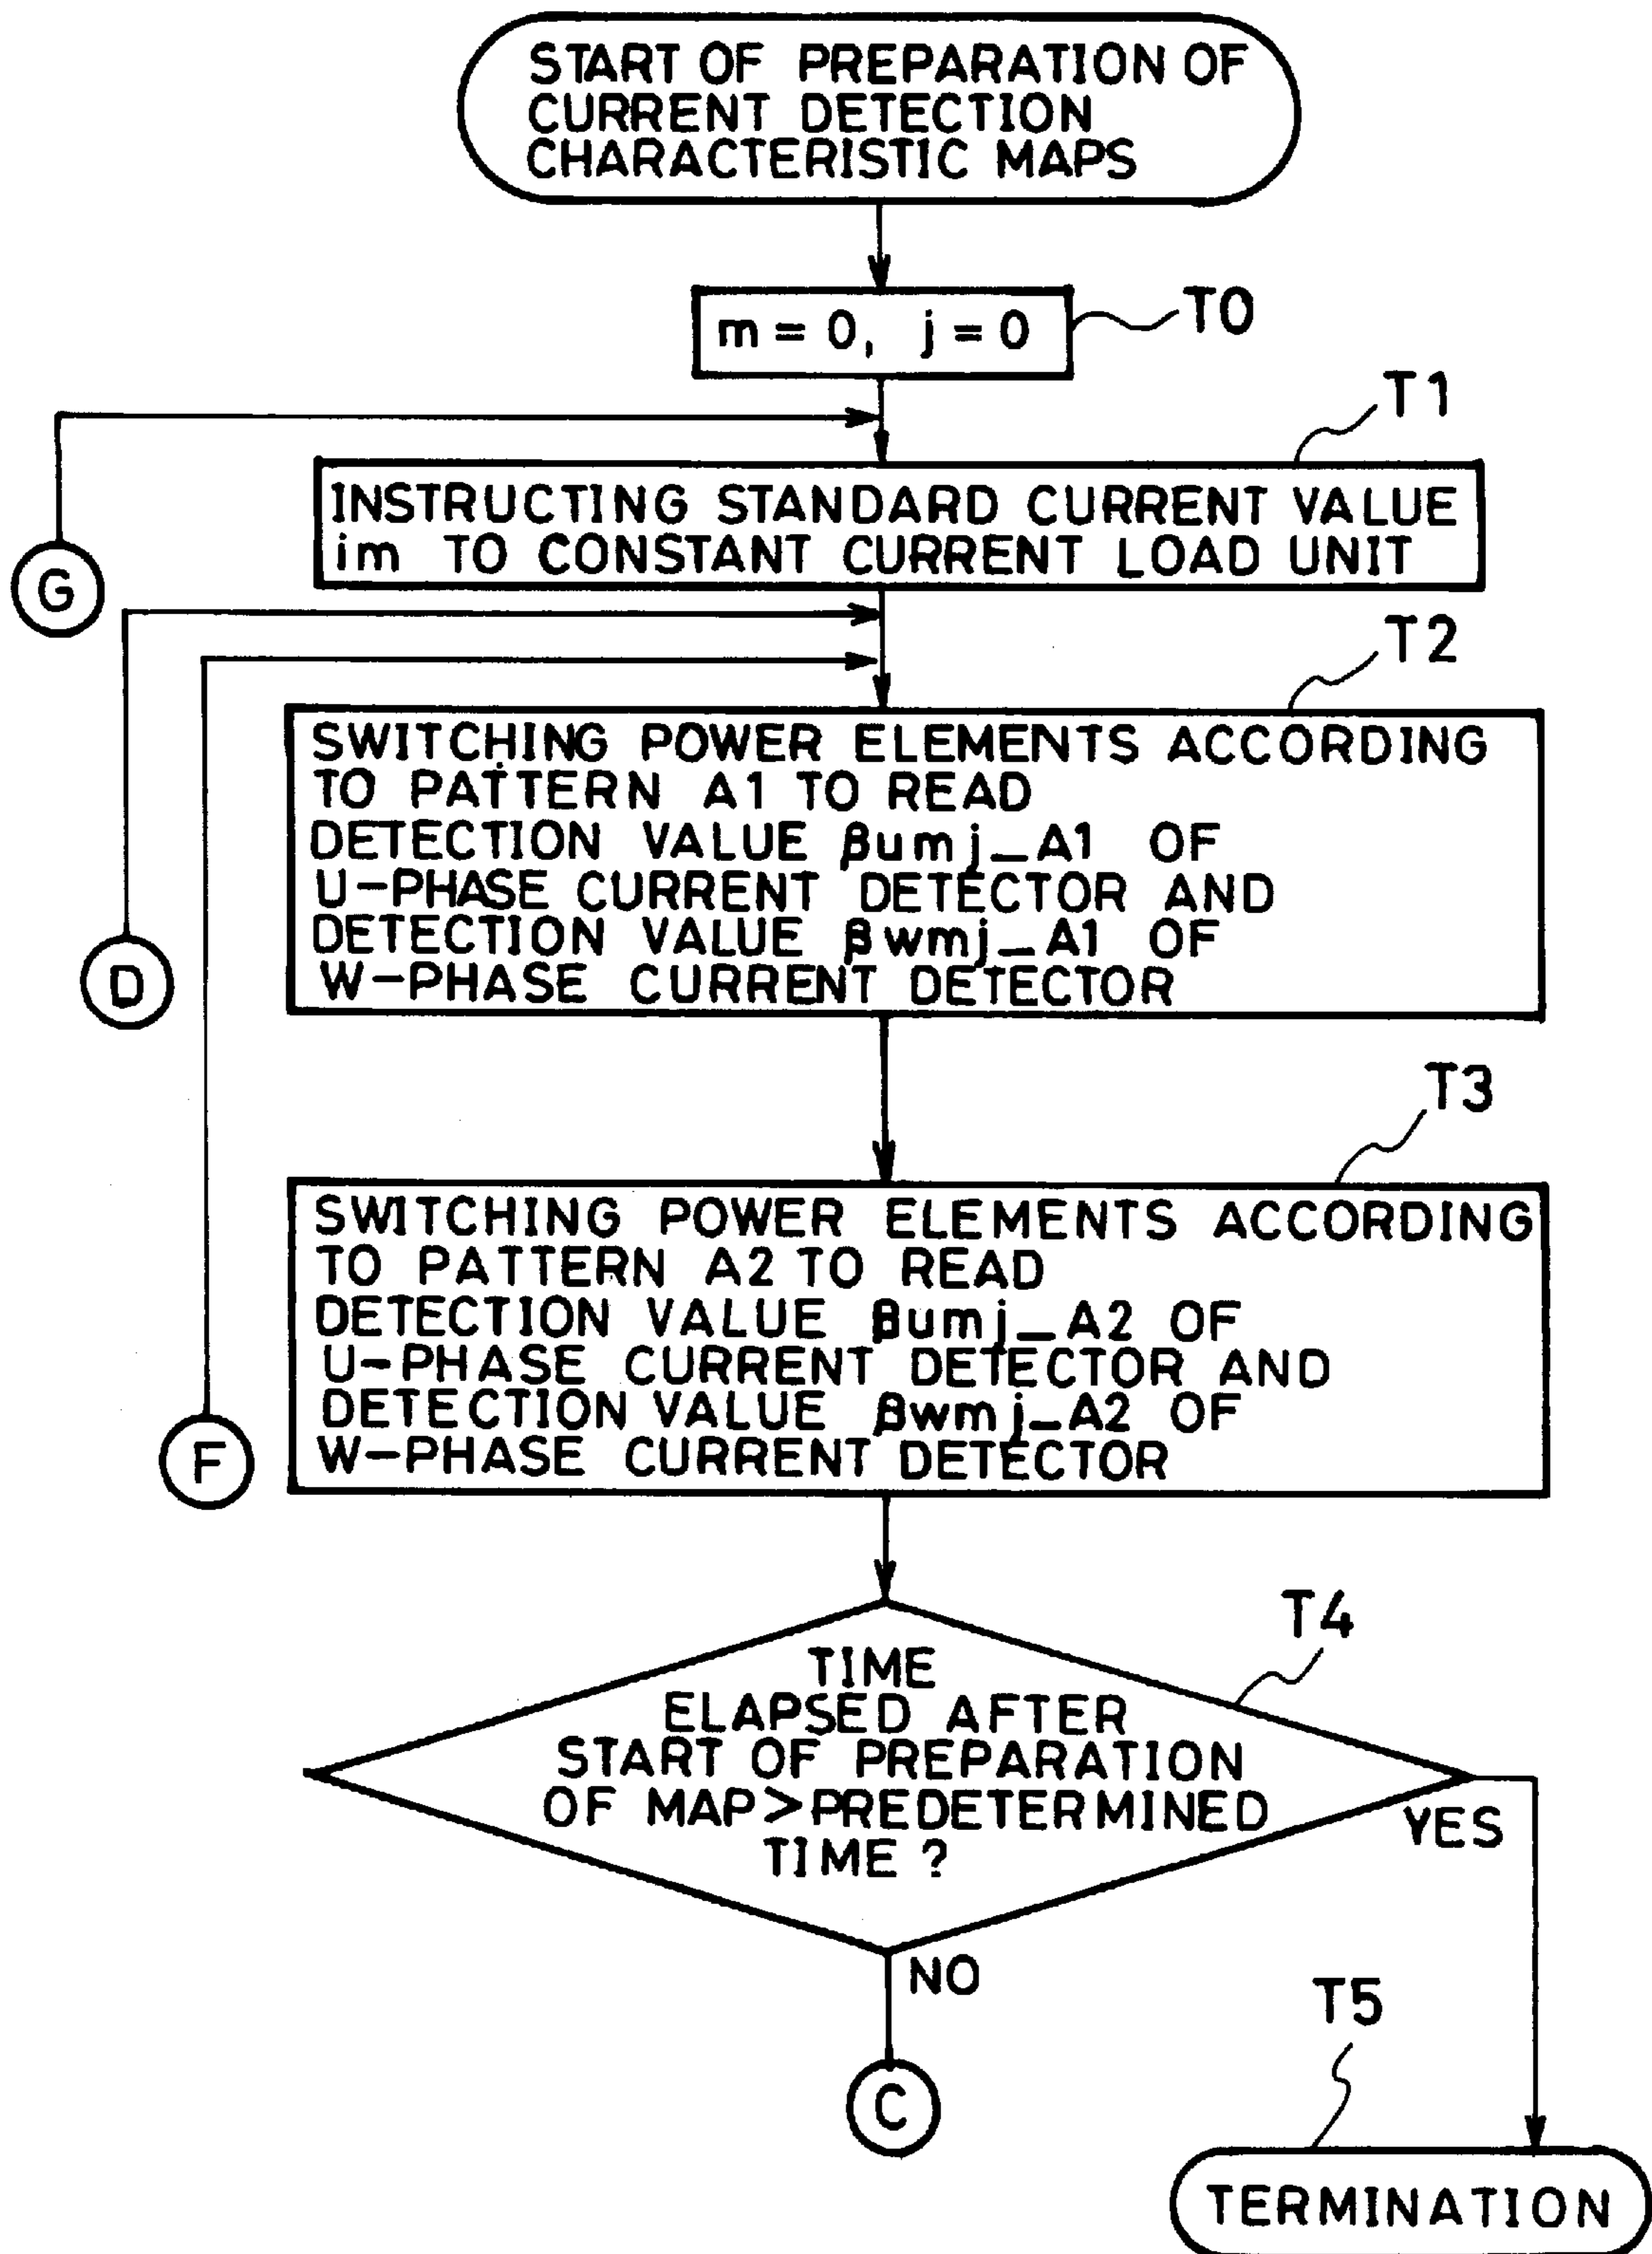 START OF PREPARATION OF
CURRENT DETECTION
CHARACTERISTIC MAPS
m = 0, j = 0
T0
T1
INSTRUCTING STANDARD CURRENT VALUE
im TO CONSTANT CURRENT LOAD UNIT
G
T2
SWITCHING POWER ELEMENTS ACCORDING
TO PATTERN A1 TO READ
DETECTION VALUE βumj_A1 OF
U-PHASE CURRENT DETECTOR AND
DETECTION VALUE βwmj_A1 OF
W-PHASE CURRENT DETECTOR
D
T3
SWITCHING POWER ELEMENTS ACCORDING
TO PATTERN A2 TO READ
DETECTION VALUE βumj_A2 OF
U-PHASE CURRENT DETECTOR AND
DETECTION VALUE βwmj_A2 OF
W-PHASE CURRENT DETECTOR
F
T4
TIME
ELAPSED AFTER
START OF PREPARATION
OF MAP>PREDETERMINED
TIME ?
YES
NO
T5
C
TERMINATION